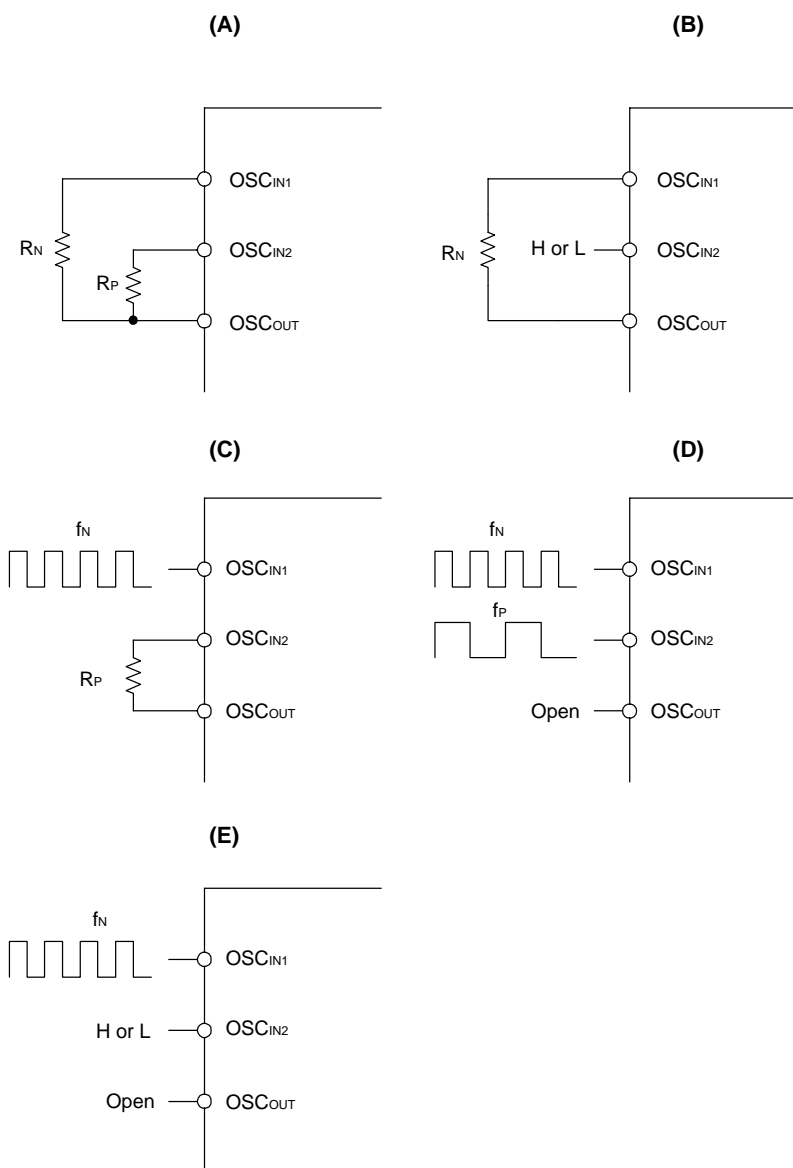 (A)
OSCIN1
RN
OSCIN2
RP
OSCOUT
(B)
OSCIN1
RN
H or L
OSCIN2
OSCOUT
(C)
fN
OSCIN1
OSCIN2
RP
OSCOUT
(D)
fN
OSCIN1
fP
OSCIN2
Open
OSCOUT
(E)
fN
OSCIN1
H or L
OSCIN2
Open
OSCOUT